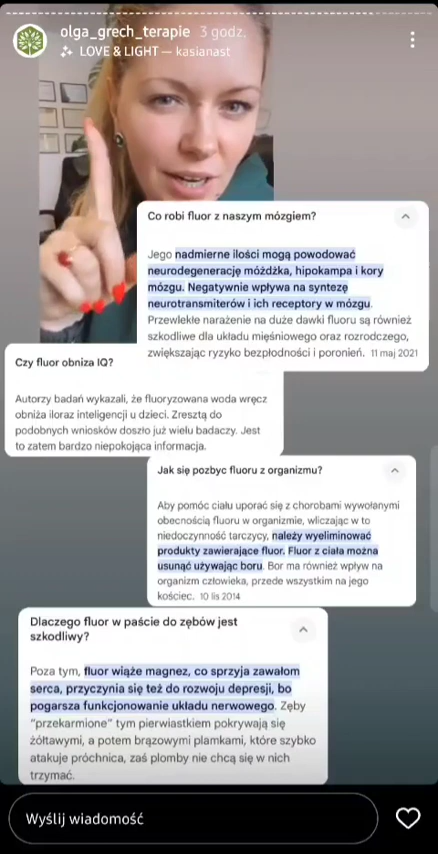 olga_grech_terapie 3 godz.
LOVE & LIGHT — kasianast
Co robi fluor z naszym mózgiem?
Jego nadmierne ilości mogą powodować
neurodegenerację móżdżka, hipokampa i kory
mózgu. Negatywnie wpływa na syntezę
neurotransmiterów i ich receptory w mózgu.
Przewlekłe narażenie na duże dawki fluoru są również
szkodliwe dla układu mięśniowego oraz rozrodczego,
zwiększając ryzyko bezpłodności i poronień. 11 maj 2021
Czy fluor obniża IQ?
Autorzy badań wykazali, że fluoryzowana woda wręcz
obniża iloraz inteligencji u dzieci. Zresztą do
podobnych wniosków doszło już wielu badaczy. Jest
to zatem bardzo niepokojąca informacja.
Jak się pozbyc fluoru z organizmu?
Aby pomóc ciału uporać się z chorobami wywołanymi
obecnością fluoru w organizmie, wliczając w to
niedoczynność tarczycy, należy wyeliminować
produkty zawierające fluor. Fluor z ciała można
usunąć używając boru. Bor ma również wpływ na
organizm człowieka, przede wszystkim na jego
kościec. 10 lis 2014
Dlaczego fluor w paście do zębów jest
szkodliwy?
Poza tym, fluor wiąże magnez, co sprzyja zawałom
serca, przyczynia się też do rozwoju depresji, bo
pogarsza funkcjonowanie układu nerwowego. Zęby
"przekarmione" tym pierwiastkiem pokrywają się
żółtawymi, a potem brązowymi plamkami, które szybko
atakuje próchnica, zaś plomby nie chcą się w nich
trzymać.
Wyślij wiadomość